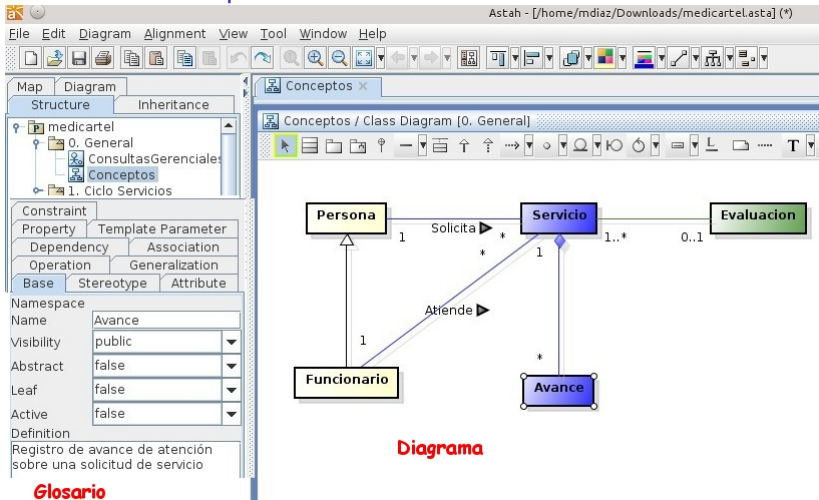 Astah - [/home/mdiaz/Downloads/medicartel.asta] (*)
File Edit Diagram Alignment View Tool Window Help
Map Diagram
Structure Inheritance
medicartel
0. General
ConsultasGerenciales
Conceptos
1. Ciclo Servicios
Constraint
Property Template Parameter
Dependency Association
Operation Generalization
Base Stereotype Attribute
Namespace
Name Avance
Visibility public
Abstract false
Leaf false
Active false
Definition
Registro de avance de atención
sobre una solicitud de servicio
Glosario
Conceptos
Conceptos / Class Diagram [0. General]
T
Persona
Servicio
Evaluacion
1 Solicita *
1..* 0..1
* 1
Atiende
1
*
Funcionario
Avance
Diagrama